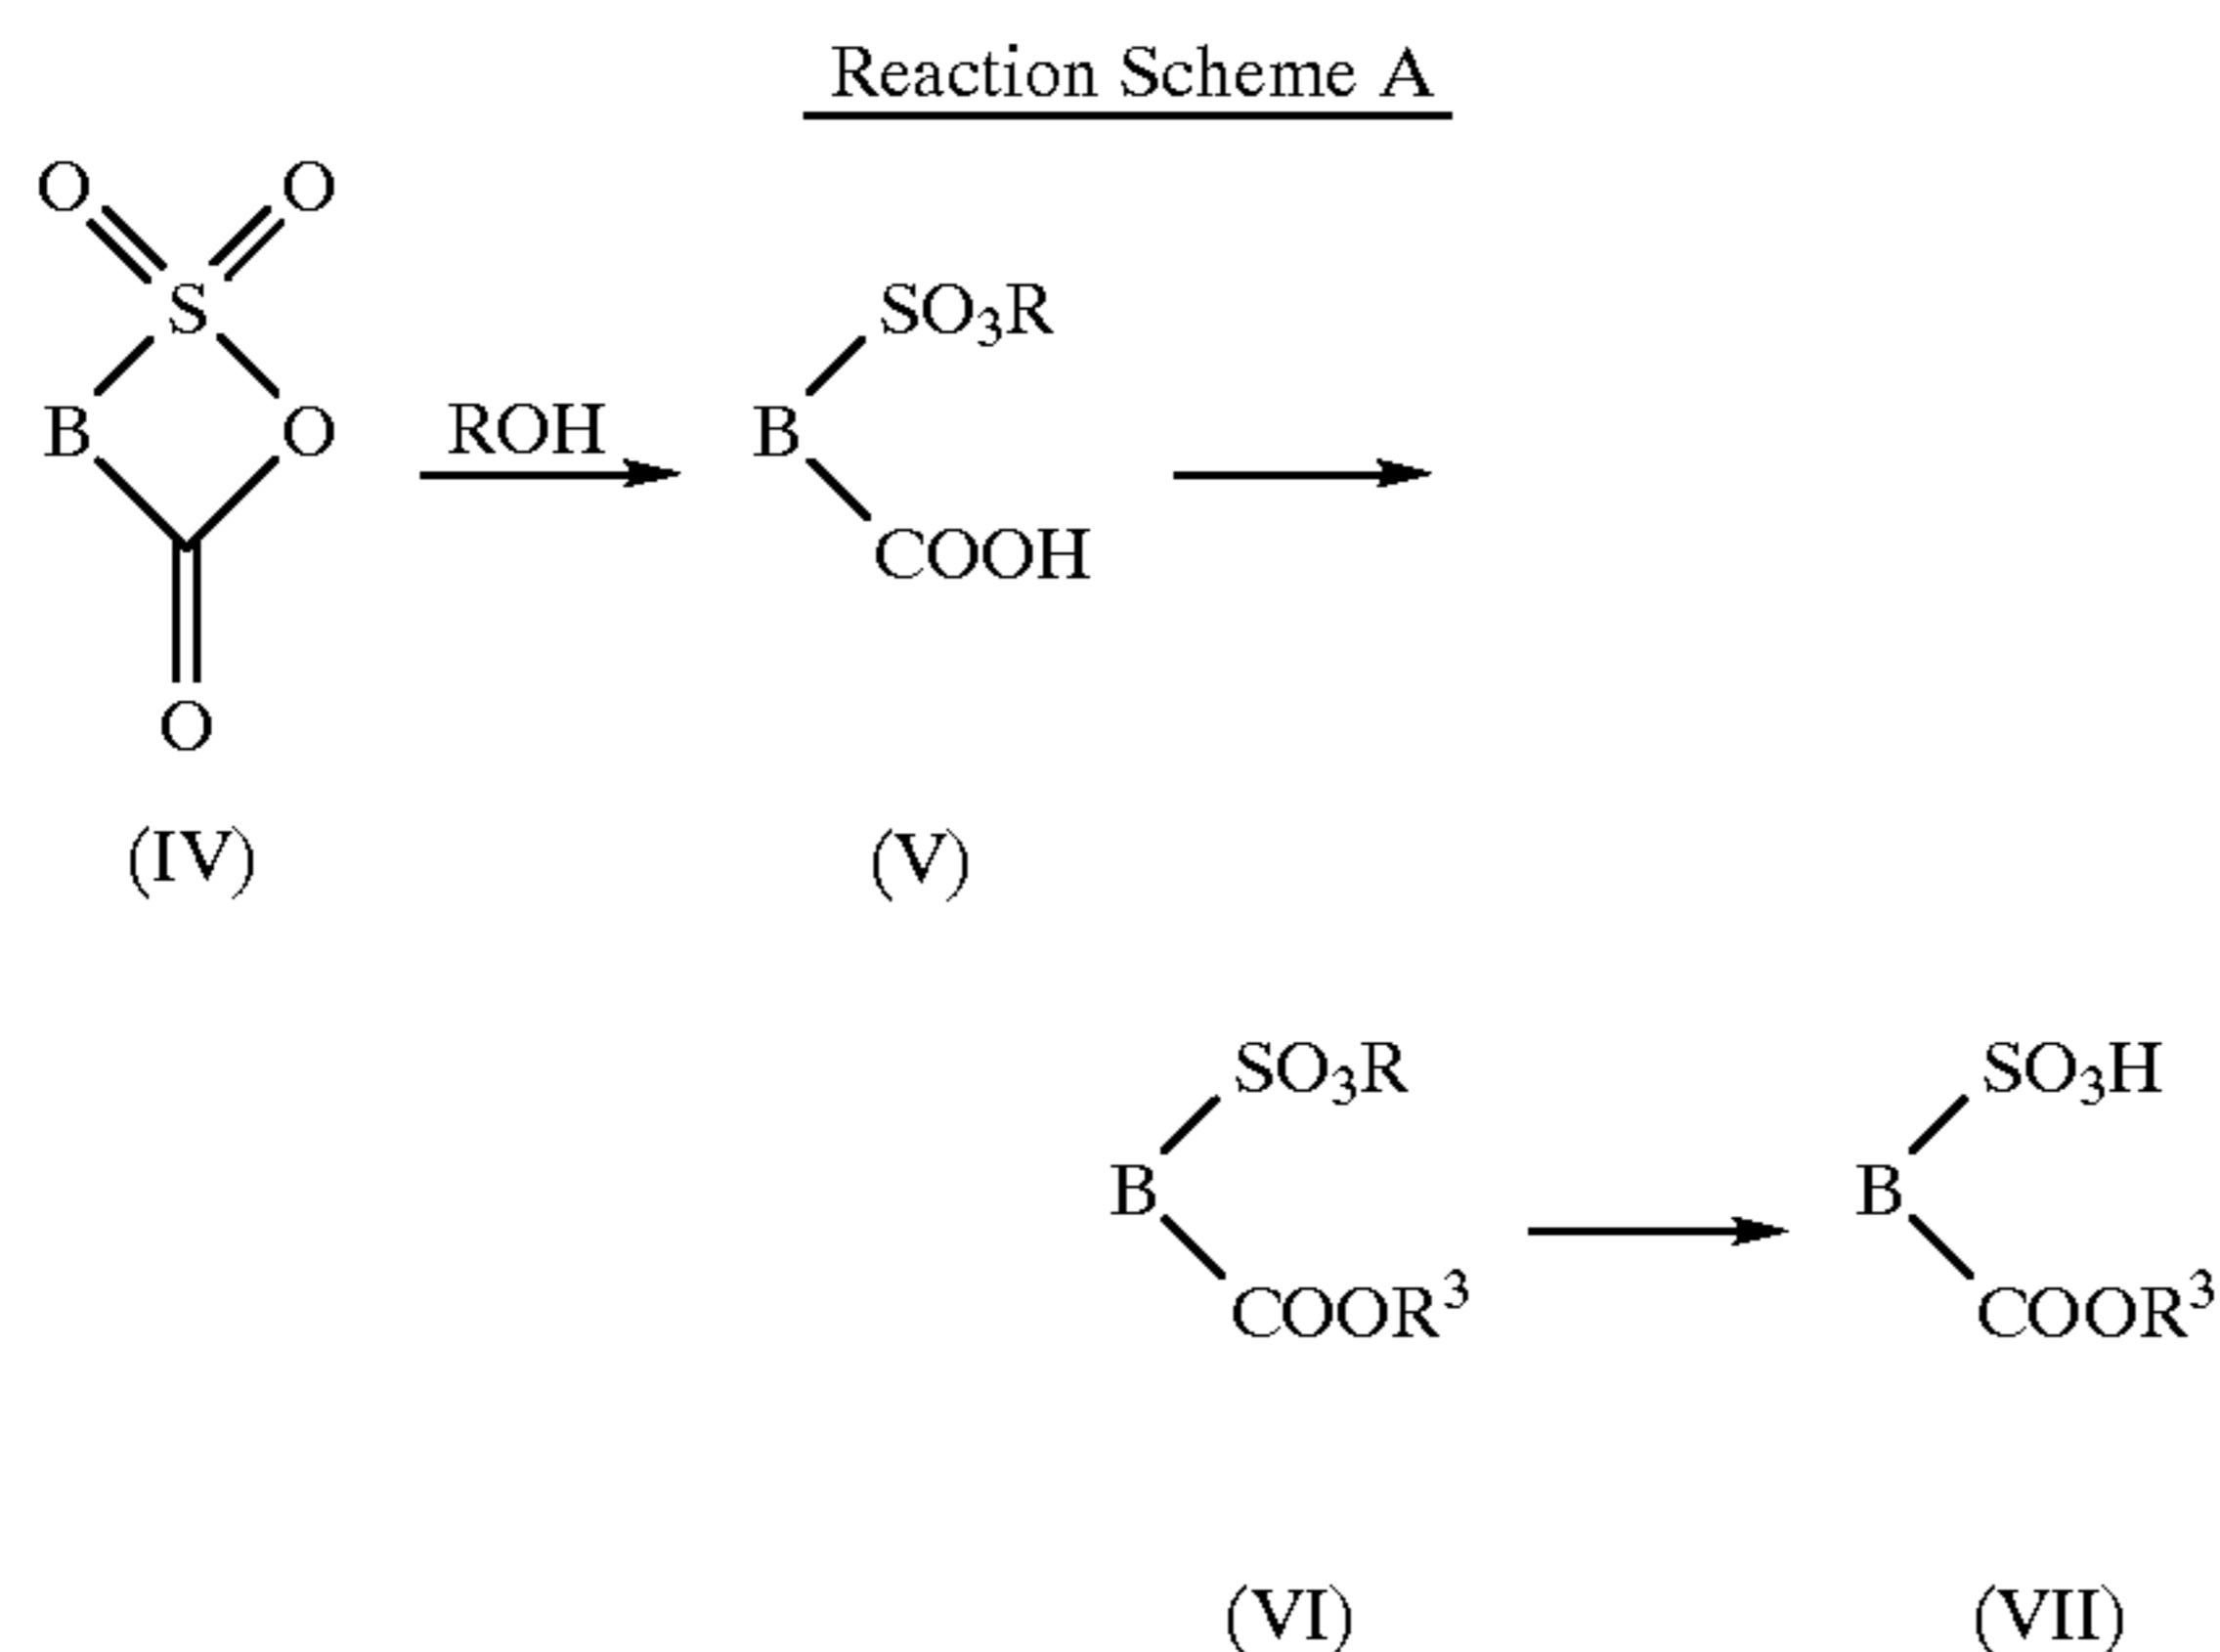 Reaction Scheme A
O O
S SO3R
B O ROH B
COOH
O
(IV) (V)
SO3R SO3H
B B
COOR3 COOR3
(VI) (VII)